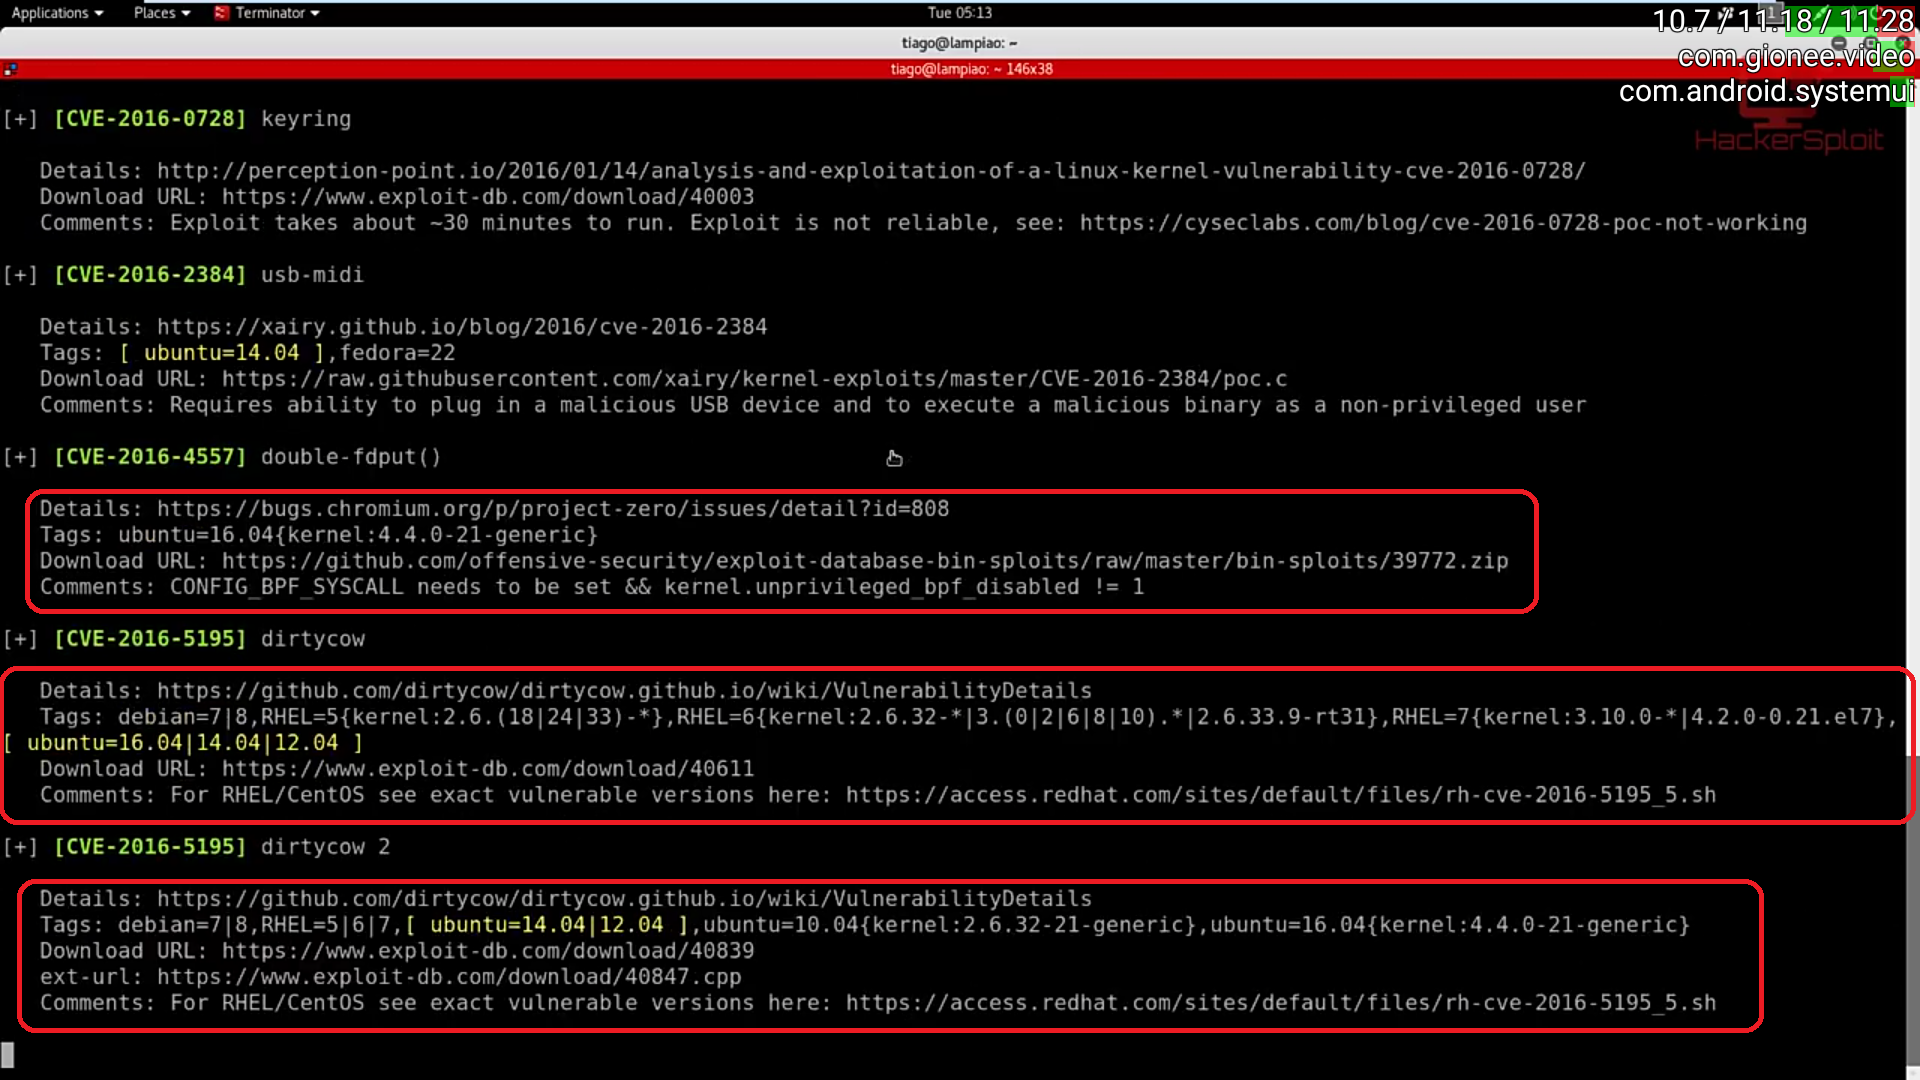 Applications Places Terminator Tue 05:13 1
10.7 / 11.18 / 11.28
tiago@lampiao: ~
com.gionee.video
tiago@lampiao: ~ 146x38
com.android.systemui
HackerSploit
[+] [CVE-2016-0728] keyring
Details: http://perception-point.io/2016/01/14/analysis-and-exploitation-of-a-linux-kernel-vulnerability-cve-2016-0728/
Download URL: https://www.exploit-db.com/download/40003
Comments: Exploit takes about ~30 minutes to run. Exploit is not reliable, see: https://cyseclabs.com/blog/cve-2016-0728-poc-not-working
[+] [CVE-2016-2384] usb-midi
Details: https://xairy.github.io/blog/2016/cve-2016-2384
Tags: [ ubuntu=14.04 ],fedora=22
Download URL: https://raw.githubusercontent.com/xairy/kernel-exploits/master/CVE-2016-2384/poc.c
Comments: Requires ability to plug in a malicious USB device and to execute a malicious binary as a non-privileged user
[+] [CVE-2016-4557] double-fdput()
Details: https://bugs.chromium.org/p/project-zero/issues/detail?id=808
Tags: ubuntu=16.04{kernel:4.4.0-21-generic}
Download URL: https://github.com/offensive-security/exploit-database-bin-sploits/raw/master/bin-sploits/39772.zip
Comments: CONFIG_BPF_SYSCALL needs to be set && kernel.unprivileged_bpf_disabled != 1
[+] [CVE-2016-5195] dirtycow
Details: https://github.com/dirtycow/dirtycow.github.io/wiki/VulnerabilityDetails
Tags: debian=7|8,RHEL=5{kernel:2.6.(18|24|33)-*},RHEL=6{kernel:2.6.32-*|3.(0|2|6|8|10).*|2.6.33.9-rt31},RHEL=7{kernel:3.10.0-*|4.2.0-0.21.el7},
[ ubuntu=16.04|14.04|12.04 ]
Download URL: https://www.exploit-db.com/download/40611
Comments: For RHEL/CentOS see exact vulnerable versions here: https://access.redhat.com/sites/default/files/rh-cve-2016-5195_5.sh
[+] [CVE-2016-5195] dirtycow 2
Details: https://github.com/dirtycow/dirtycow.github.io/wiki/VulnerabilityDetails
Tags: debian=7|8,RHEL=5|6|7,[ ubuntu=14.04|12.04 ],ubuntu=10.04{kernel:2.6.32-21-generic},ubuntu=16.04{kernel:4.4.0-21-generic}
Download URL: https://www.exploit-db.com/download/40839
ext-url: https://www.exploit-db.com/download/40847.cpp
Comments: For RHEL/CentOS see exact vulnerable versions here: https://access.redhat.com/sites/default/files/rh-cve-2016-5195_5.sh